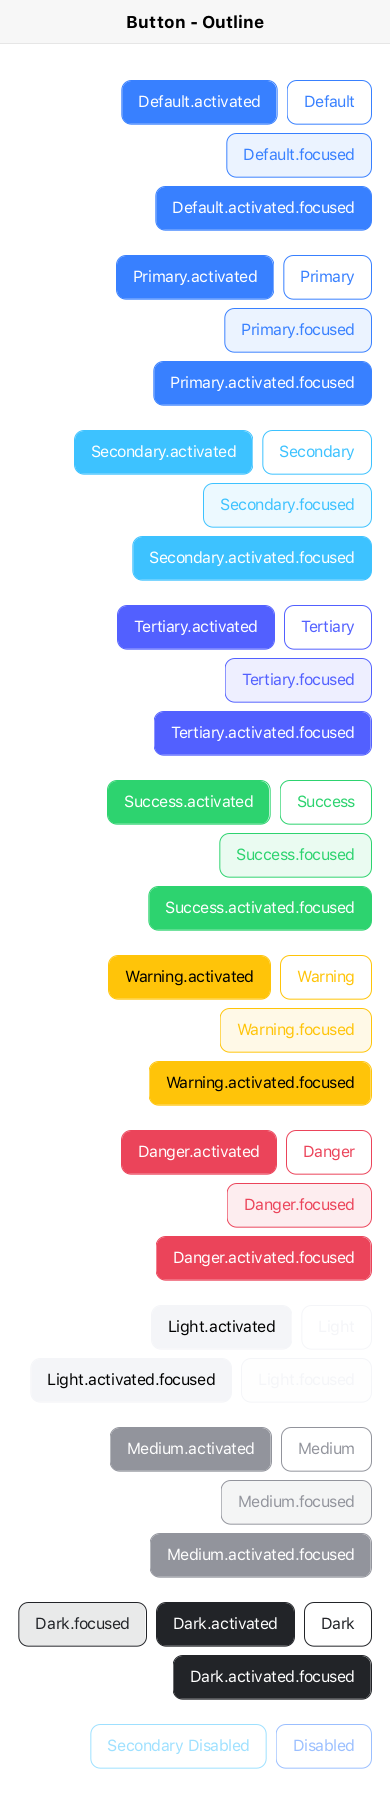 Button - Outline
Default.activated Default
Default.focused
Default.activated.focused
Primary.activated Primary
Primary.focused
Primary.activated.focused
Secondary.activated Secondary
Secondary.focused
Secondary.activated.focused
Tertiary.activated Tertiary
Tertiary.focused
Tertiary.activated.focused
Success.activated Success
Success.focused
Success.activated.focused
Warning.activated Warning
Warning.focused
Warning.activated.focused
Danger.activated Danger
Danger.focused
Danger.activated.focused
Light.activated Light
Light.activated.focused Light.focused
Medium.activated Medium
Medium.focused
Medium.activated.focused
Dark.focused Dark.activated Dark
Dark.activated.focused
Secondary Disabled Disabled